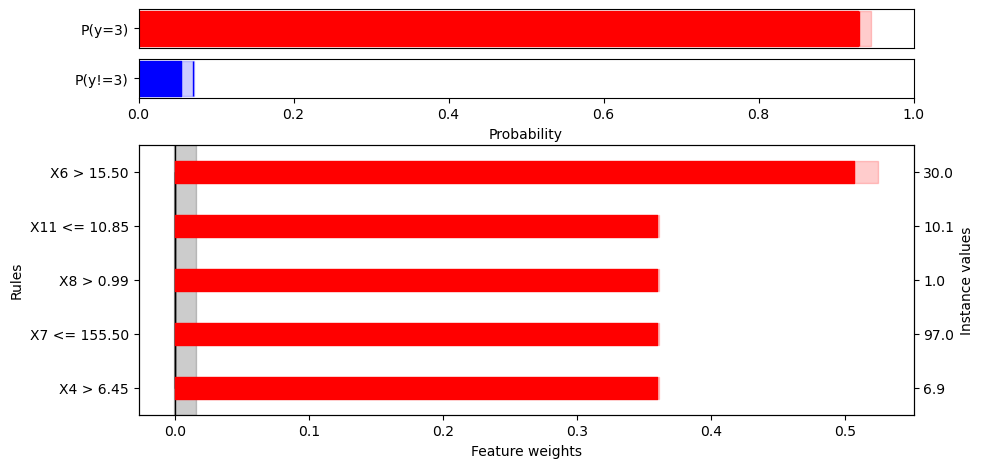 P(y=3)
P(y!=3)
0.0 0.2 0.4 0.6 0.8 1.0
Probability
X6 > 15.50 30.0
X11 <= 10.85 10.1
X8 > 0.99 1.0
X7 <= 155.50 97.0
X4 > 6.45 6.9
Rules
Instance values
0.0 0.1 0.2 0.3 0.4 0.5
Feature weights